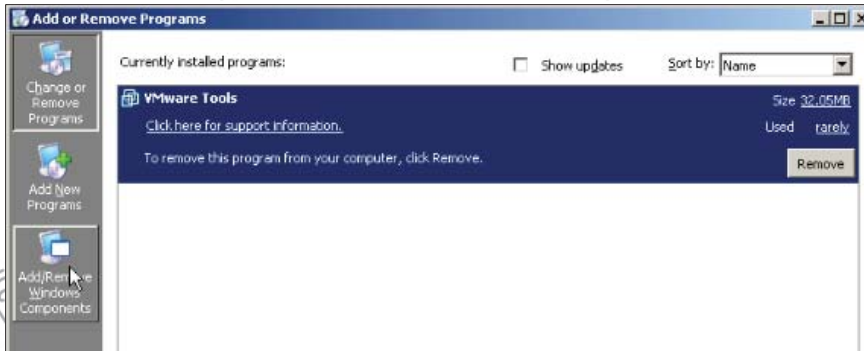 Add or Remove Programs
Change or
Remove
Programs
Currently installed programs:
Show updates
Sort by: Name
VMware Tools
Size 32.05MB
Click here for support information.
Used rarely
To remove this program from your computer, click Remove.
Remove
Add New
Programs
Windows
Components